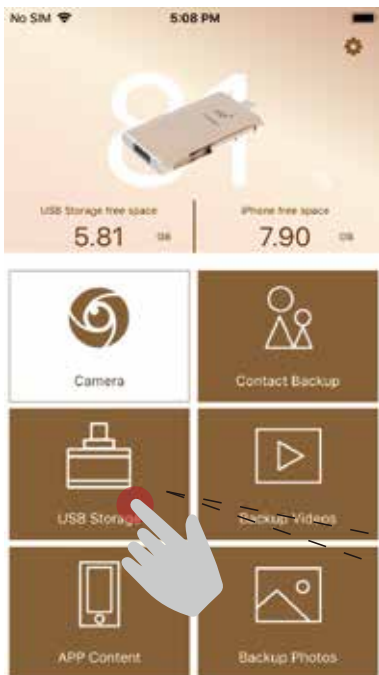 No SIM 5:08 PM
81
USB Storage free space iPhone free space
5.81 GB 7.90 GB
Camera Contact Backup
USB Storage Backup Videos
APP Content Backup Photos